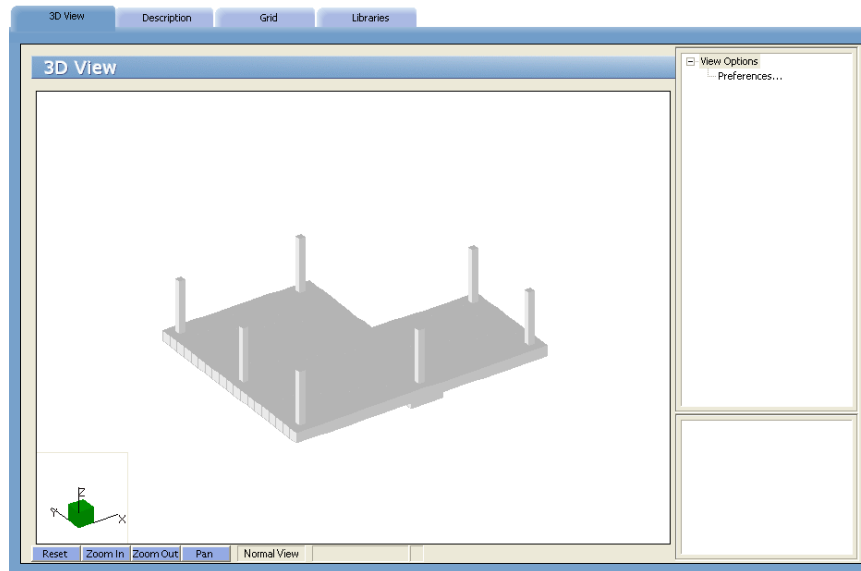 3D View
Description
Grid
Libraries
3D View
View Options
Preferences...
Z
Y
X
Reset
Zoom In
Zoom Out
Pan
Normal View